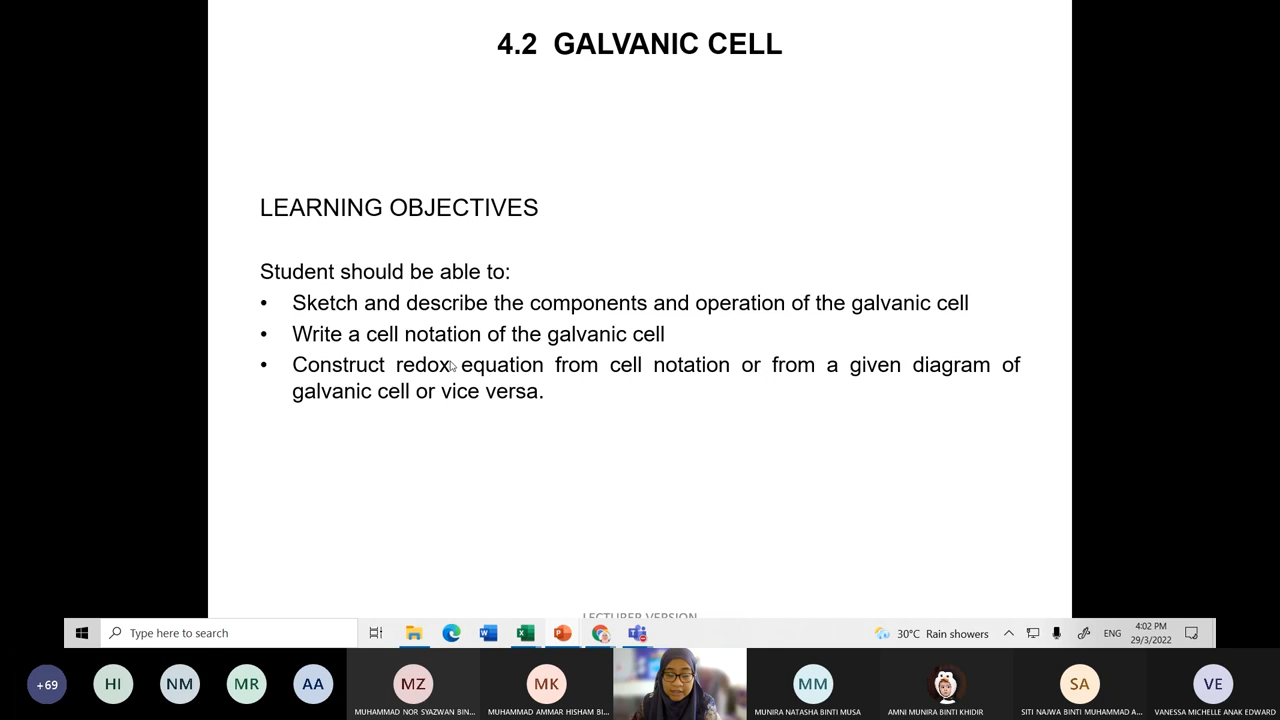 4.2 GALVANIC CELL
LEARNING OBJECTIVES
Student should be able to:
• Sketch and describe the components and operation of the galvanic cell
• Write a cell notation of the galvanic cell
• Construct redox equation from cell notation or from a given diagram of
galvanic cell or vice versa.
LECTURER VERSION
Type here to search
30°C Rain showers
ENG
4:02 PM
29/3/2022
+69
HI
NM
MR
AA
MZ
MK
MM
SA
VE
MUHAMMAD NOR SYAZWAN BIN...
MUHAMMAD AMMAR HISHAM BI...
MUNIRA NATASHA BINTI MUSA
AMNI MUNIRA BINTI KHIDIR
SITI NAJWA BINTI MUHAMMAD A...
VANESSA MICHELLE ANAK EDWARD